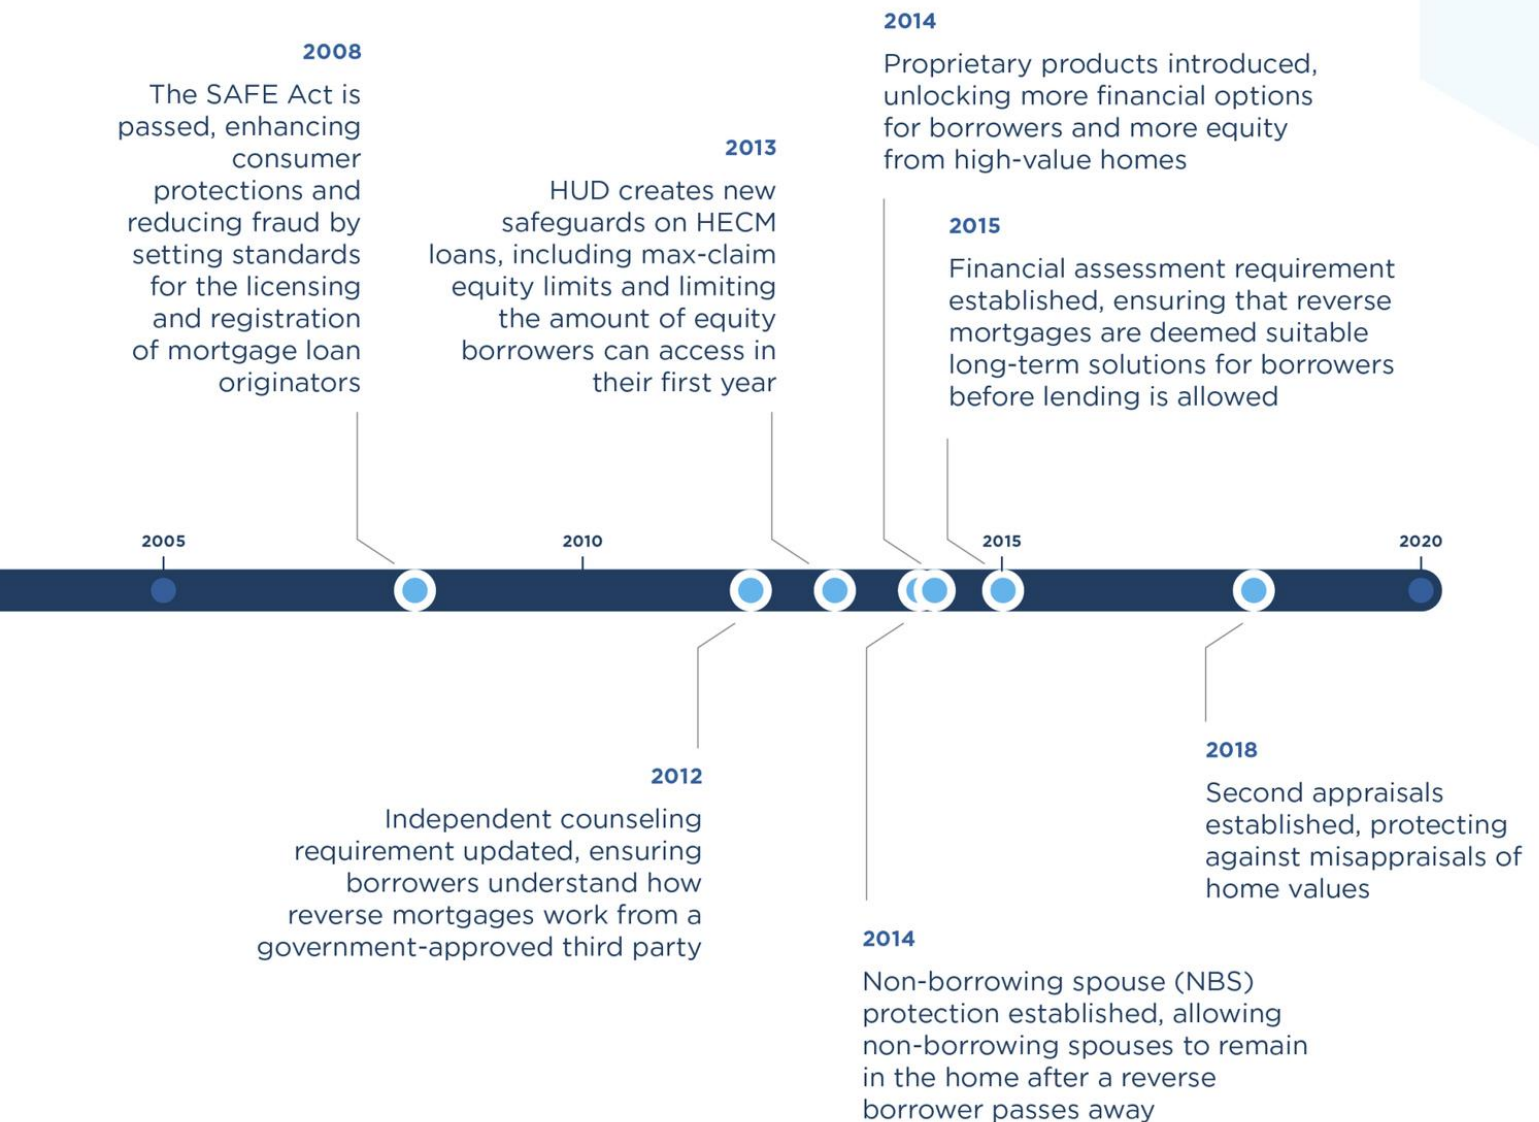 2008
The SAFE Act is
passed, enhancing
consumer
protections and
reducing fraud by
setting standards
for the licensing
and registration
of mortgage loan
originators
2013
HUD creates new
safeguards on HECM
loans, including max-claim
equity limits and limiting
the amount of equity
borrowers can access in
their first year
2014
Proprietary products introduced,
unlocking more financial options
for borrowers and more equity
from high-value homes
2015
Financial assessment requirement
established, ensuring that reverse
mortgages are deemed suitable
long-term solutions for borrowers
before lending is allowed
2005
2010
2015
2020
2012
Independent counseling
requirement updated, ensuring
borrowers understand how
reverse mortgages work from a
government-approved third party
2014
Non-borrowing spouse (NBS)
protection established, allowing
non-borrowing spouses to remain
in the home after a reverse
borrower passes away
2018
Second appraisals
established, protecting
against misappraisals of
home values